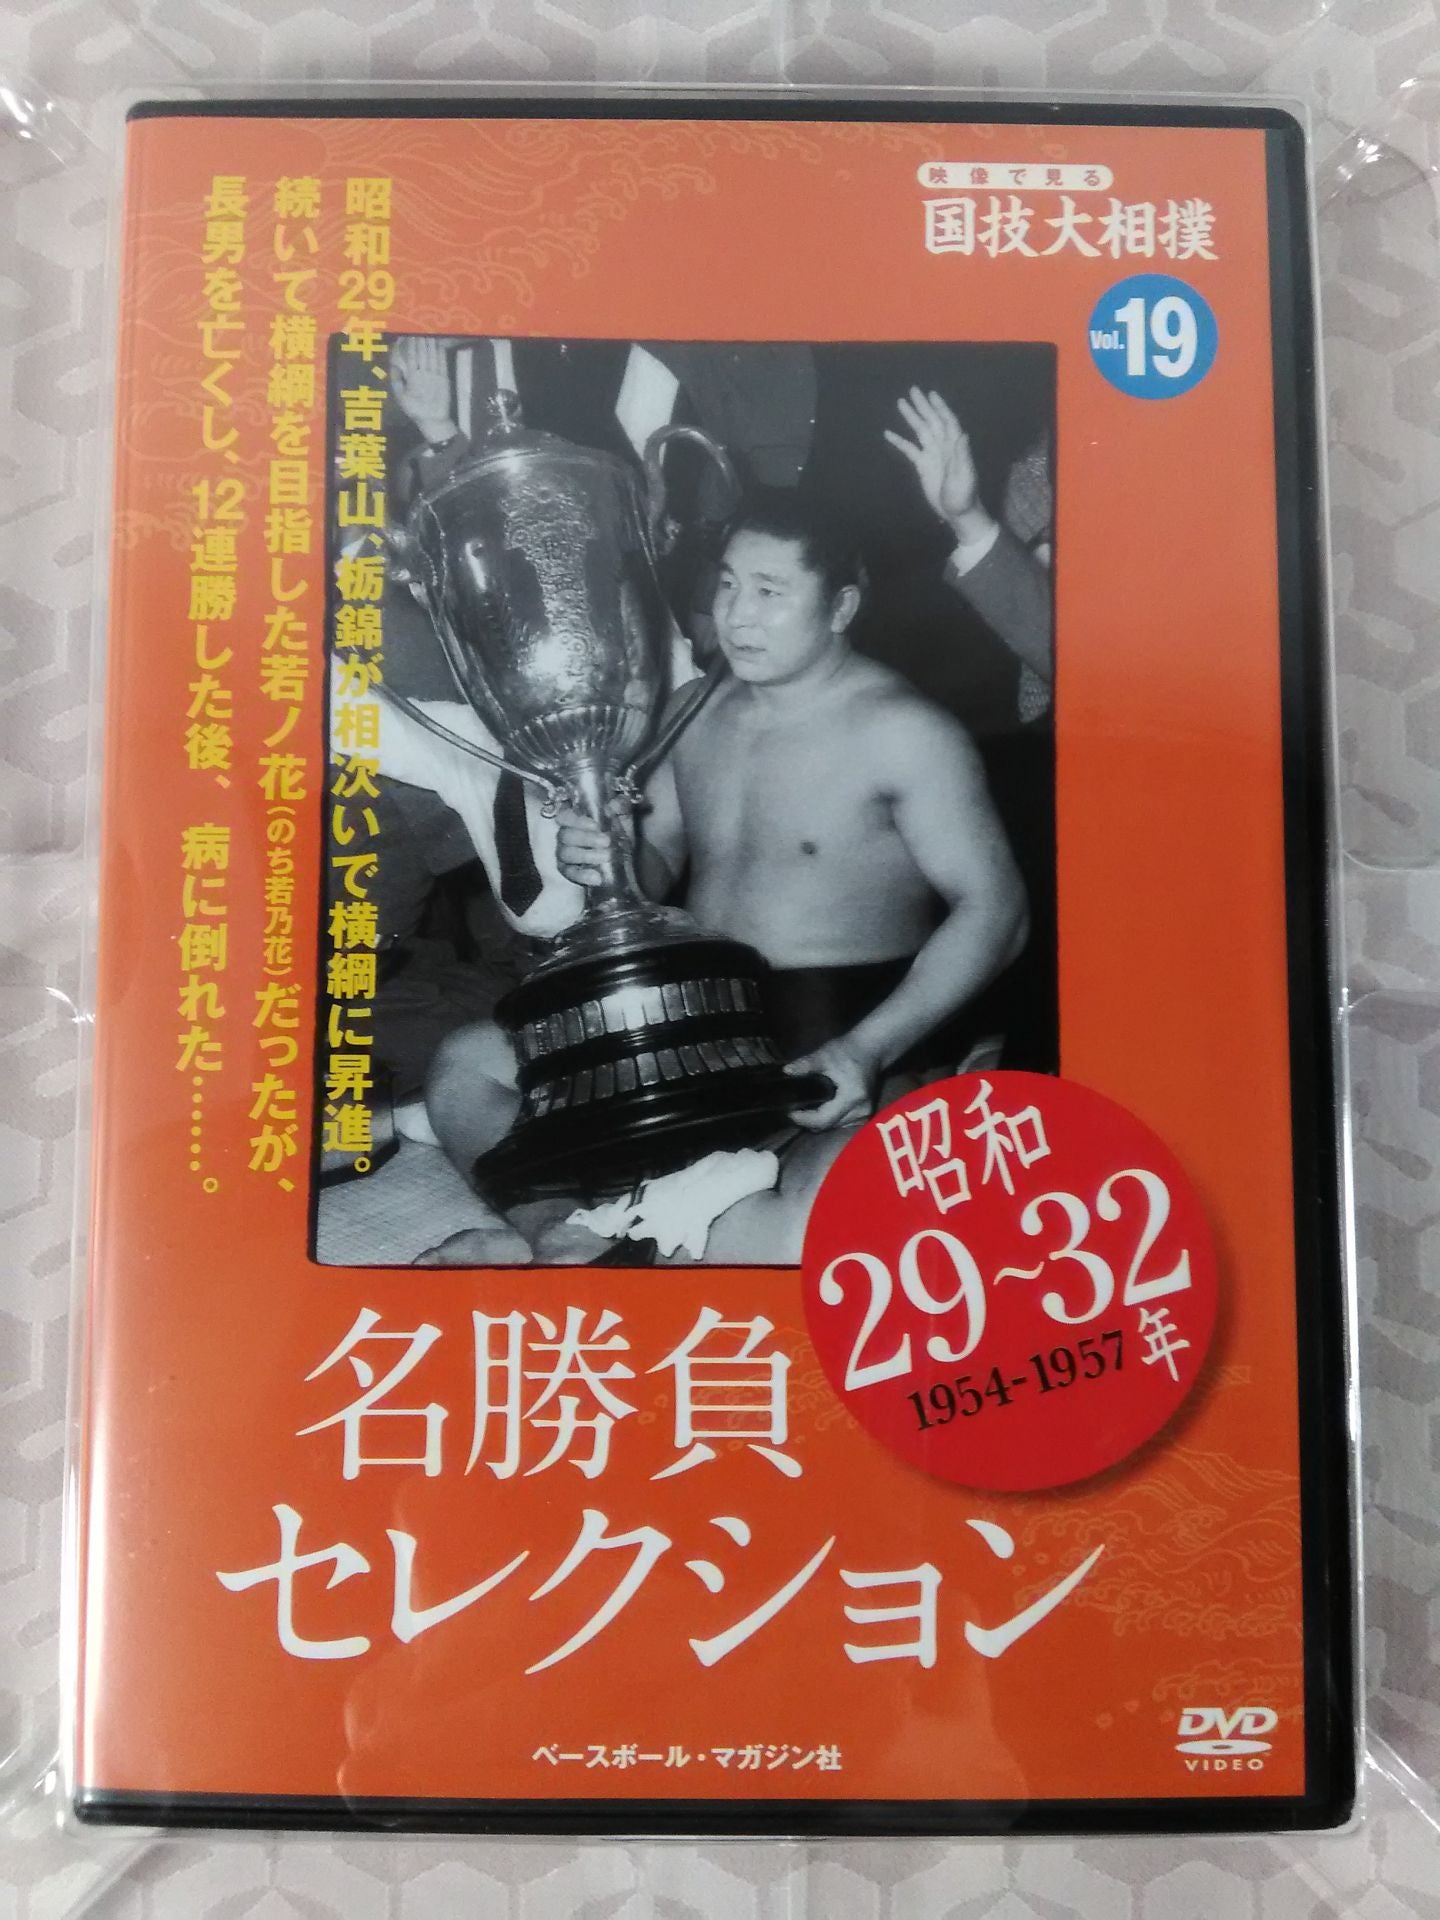 映像で見る
国技大相撲
Vol.19
昭和29年、吉葉山、栃錦が相次いで横綱に昇進。
続いて横綱を目指した若ノ花(のち若乃花)だったが、
長男を亡くし、12連勝した後、病に倒れた……。
昭和
29~32年
1954-1957
名勝負
セレクション
ベースボール・マガジン社
DVD
VIDEO